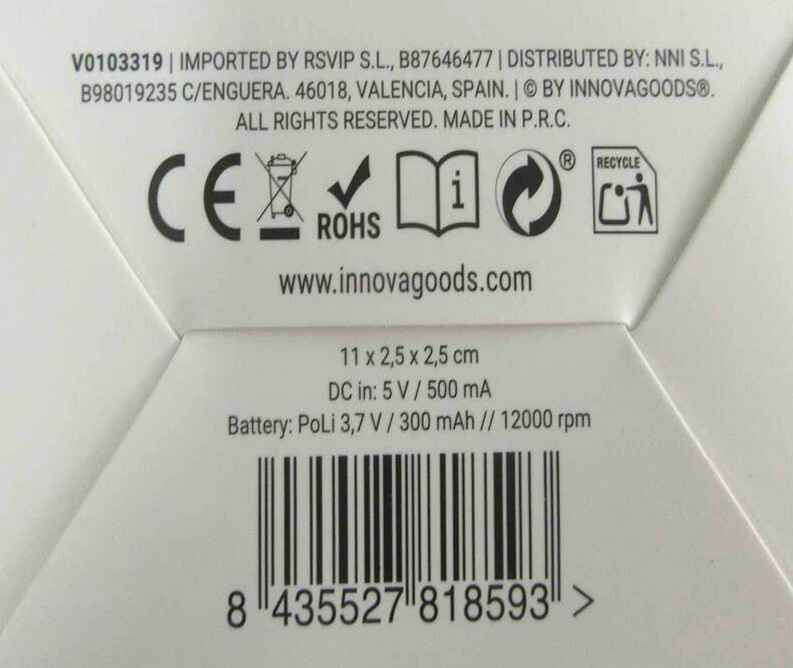 V0103319 | IMPORTED BY RSVIP S.L., B87646477 | DISTRIBUTED BY: NNI S.L.,
B98019235 C/ENGUERA. 46018, VALENCIA, SPAIN. | © BY INNOVAGOODS®.
ALL RIGHTS RESERVED. MADE IN P.R.C.
CE ROHS i ® RECYCLE
www.innovagoods.com
11 x 2,5 x 2,5 cm
DC in: 5 V / 500 mA
Battery: PoLi 3,7 V / 300 mAh // 12000 rpm
8 435527 818593 >